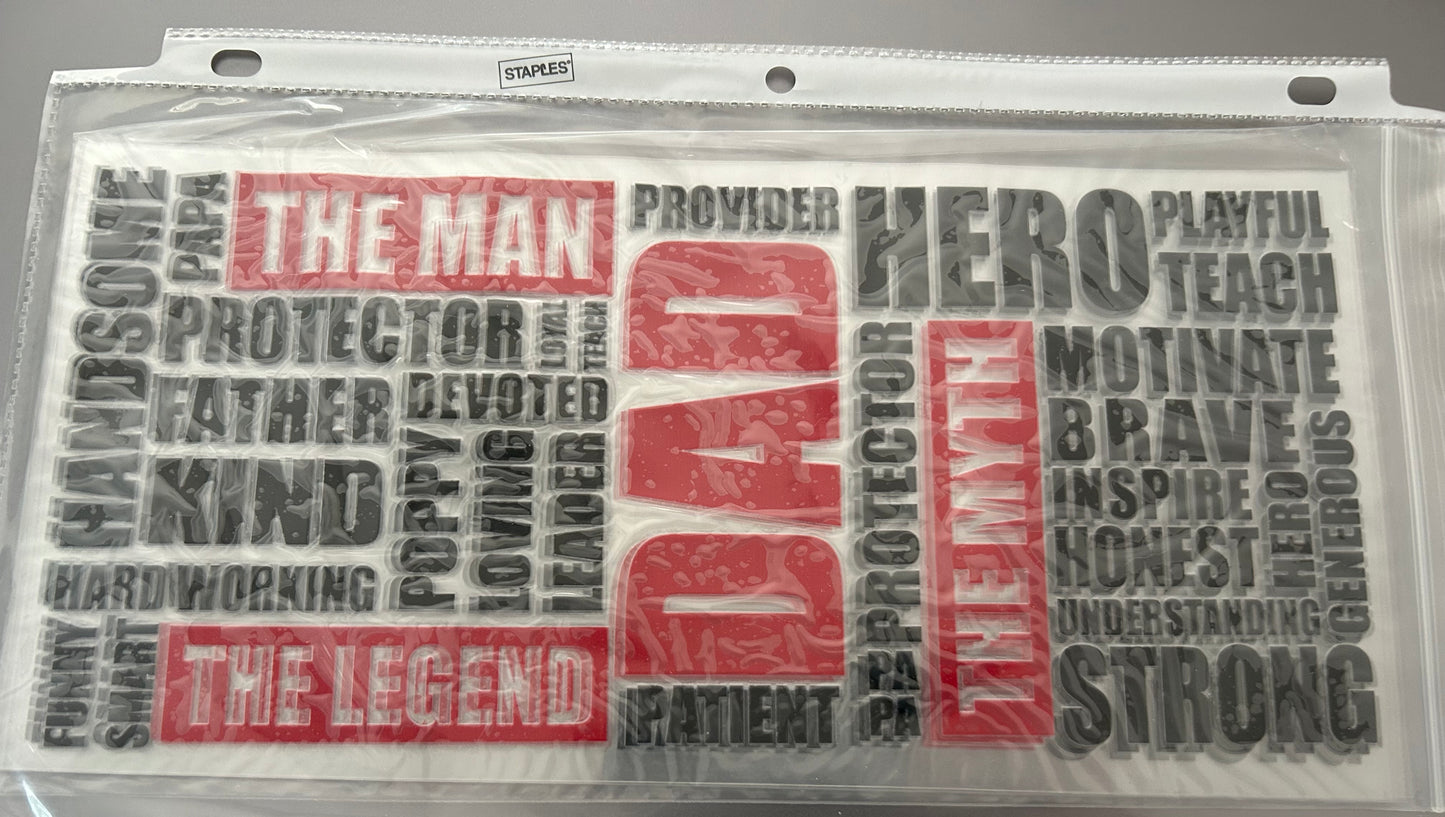 STAPLES
HANDSOME
PAPA
THE MAN
PROVIDER
HERO
PLAYFUL
TEACH
PROTECTOR
LOYAL
TEACH
DAD
PROTECTOR
THE MYTH
MOTIVATE
FATHER
DEVOTED
BRAVE
KIND
POPPY
LOVING
LEADER
INSPIRE
HERO
GENEROUS
HONEST
HARDWORKING
UNDERSTANDING
FUNNY
SMART
THE LEGEND
PATIENT
PA
PA
STRONG